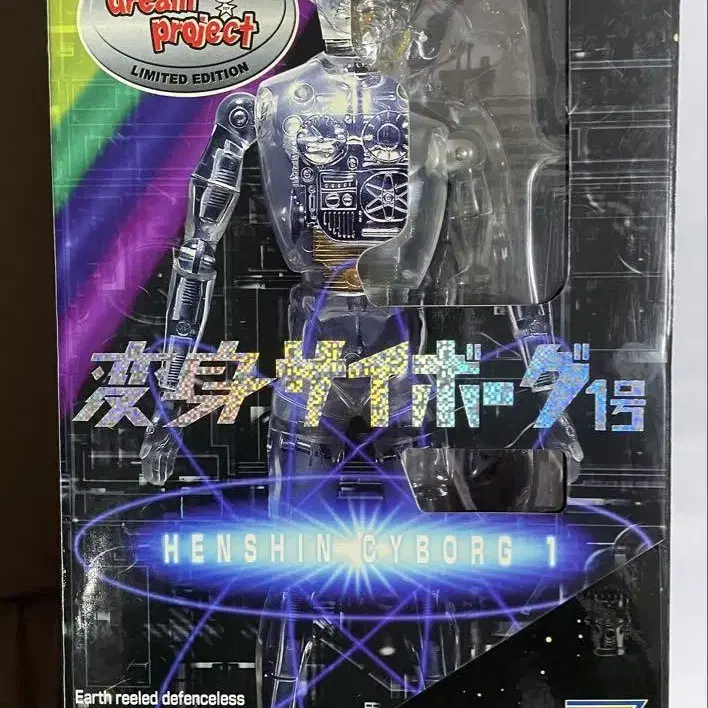 dream
project
LIMITED EDITION
変身サイボーグ1号
HENSHIN CYBORG 1
Earth reeled defenceless